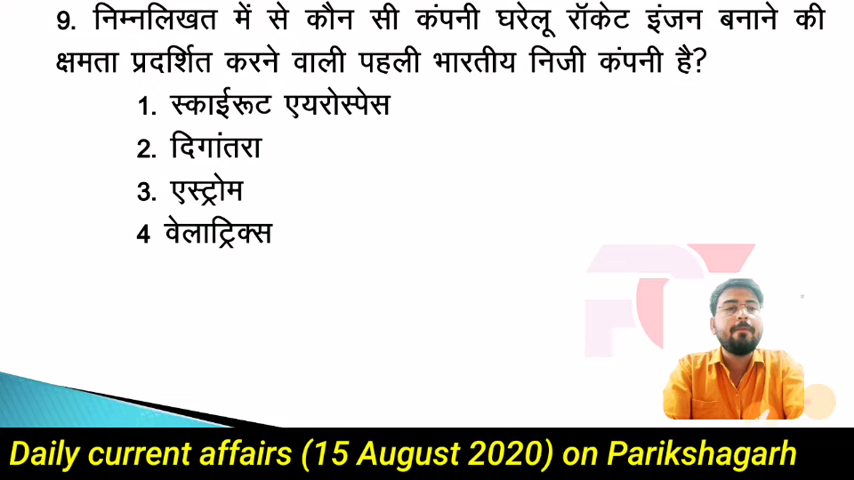 9. निम्नलिखत में से कौन सी कंपनी घरेलू रॉकेट इंजन बनाने की
क्षमता प्रदर्शित करने वाली पहली भारतीय निजी कंपनी है?
1. स्काईरूट एयरोस्पेस
2. दिगांतरा
3. एस्ट्रोम
4 वेलाट्रिक्स
Daily current affairs (15 August 2020) on Parikshagarh